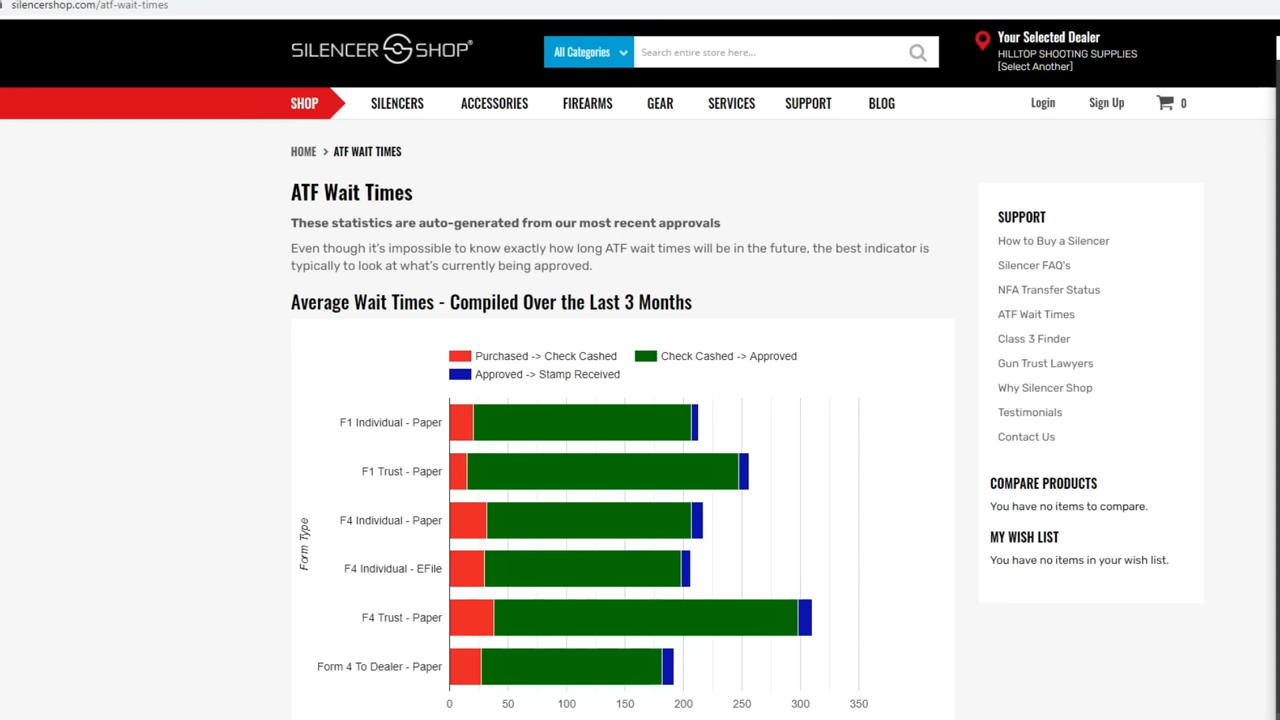 silencershop.com/atf-wait-times
SILENCER SHOP®
All Categories
Search entire store here...
Your Selected Dealer
HILLTOP SHOOTING SUPPLIES
[Select Another]
SHOP
SILENCERS
ACCESSORIES
FIREARMS
GEAR
SERVICES
SUPPORT
BLOG
Login
Sign Up
0
HOME > ATF WAIT TIMES
ATF Wait Times
These statistics are auto-generated from our most recent approvals
Even though it's impossible to know exactly how long ATF wait times will be in the future, the best indicator is
typically to look at what's currently being approved.
Average Wait Times - Compiled Over the Last 3 Months
Purchased -> Check Cashed
Check Cashed -> Approved
Approved -> Stamp Received
Form Type
F1 Individual - Paper
F1 Trust - Paper
F4 Individual - Paper
F4 Individual - EFile
F4 Trust - Paper
Form 4 To Dealer - Paper
0 50 100 150 200 250 300 350
SUPPORT
How to Buy a Silencer
Silencer FAQ's
NFA Transfer Status
ATF Wait Times
Class 3 Finder
Gun Trust Lawyers
Why Silencer Shop
Testimonials
Contact Us
COMPARE PRODUCTS
You have no items to compare.
MY WISH LIST
You have no items in your wish list.